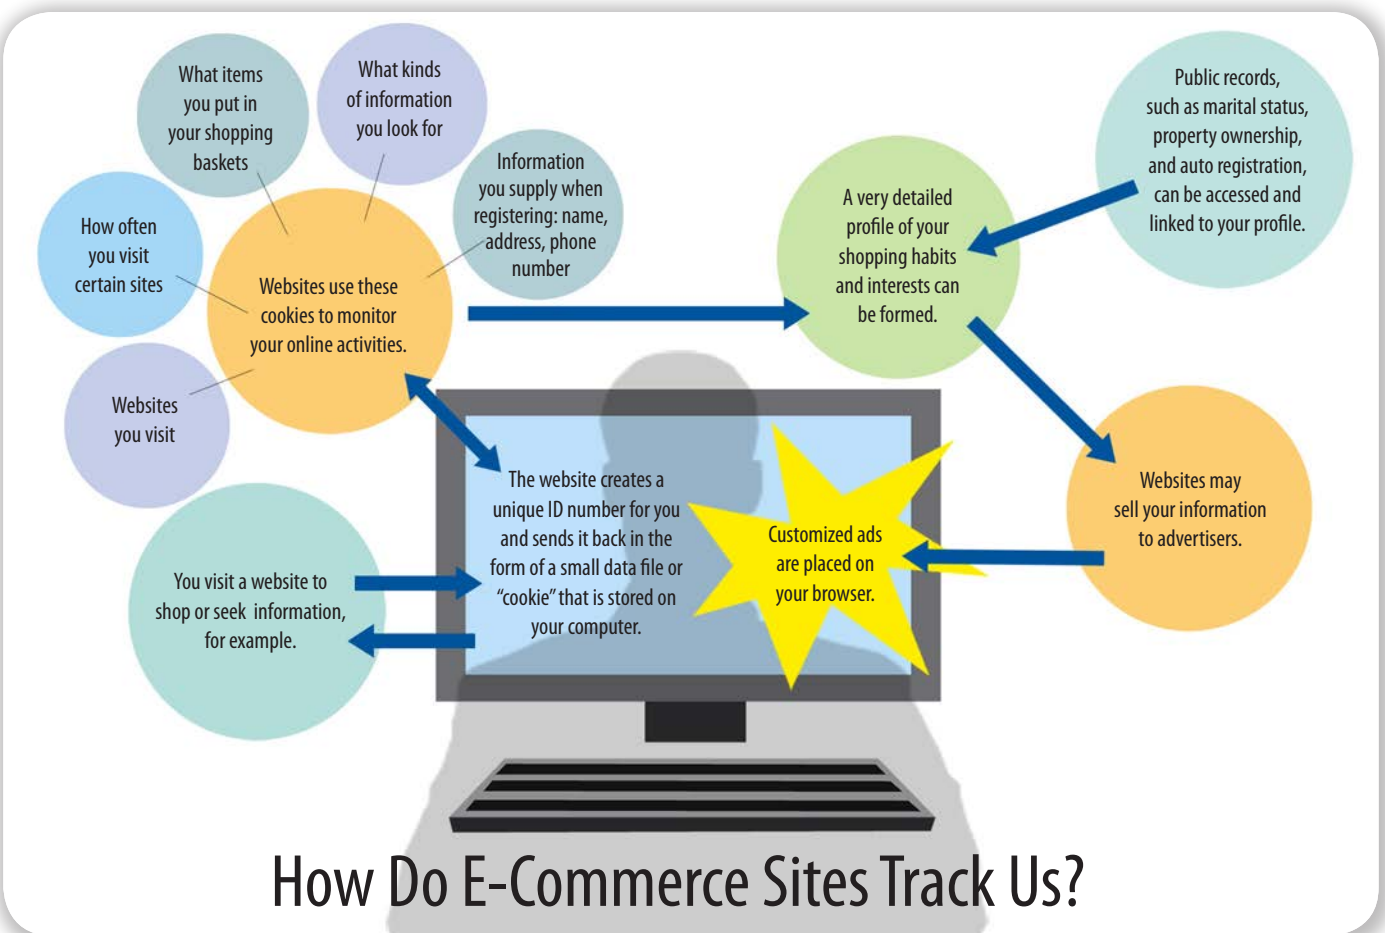 What items
you put in
your shopping
baskets
What kinds
of information
you look for
Information
you supply when
registering: name,
address, phone
number
How often
you visit
certain sites
Websites use these
cookies to monitor
your online activities.
Websites
you visit
A very detailed
profile of your
shopping habits
and interests can
be formed.
Public records,
such as marital status,
property ownership,
and auto registration,
can be accessed and
linked to your profile.
You visit a website to
shop or seek information,
for example.
The website creates a
unique ID number for you
and sends it back in the
form of a small data file or
“cookie” that is stored on
your computer.
Customized ads
are placed on
your browser.
Websites may
sell your information
to advertisers.
How Do E-Commerce Sites Track Us?